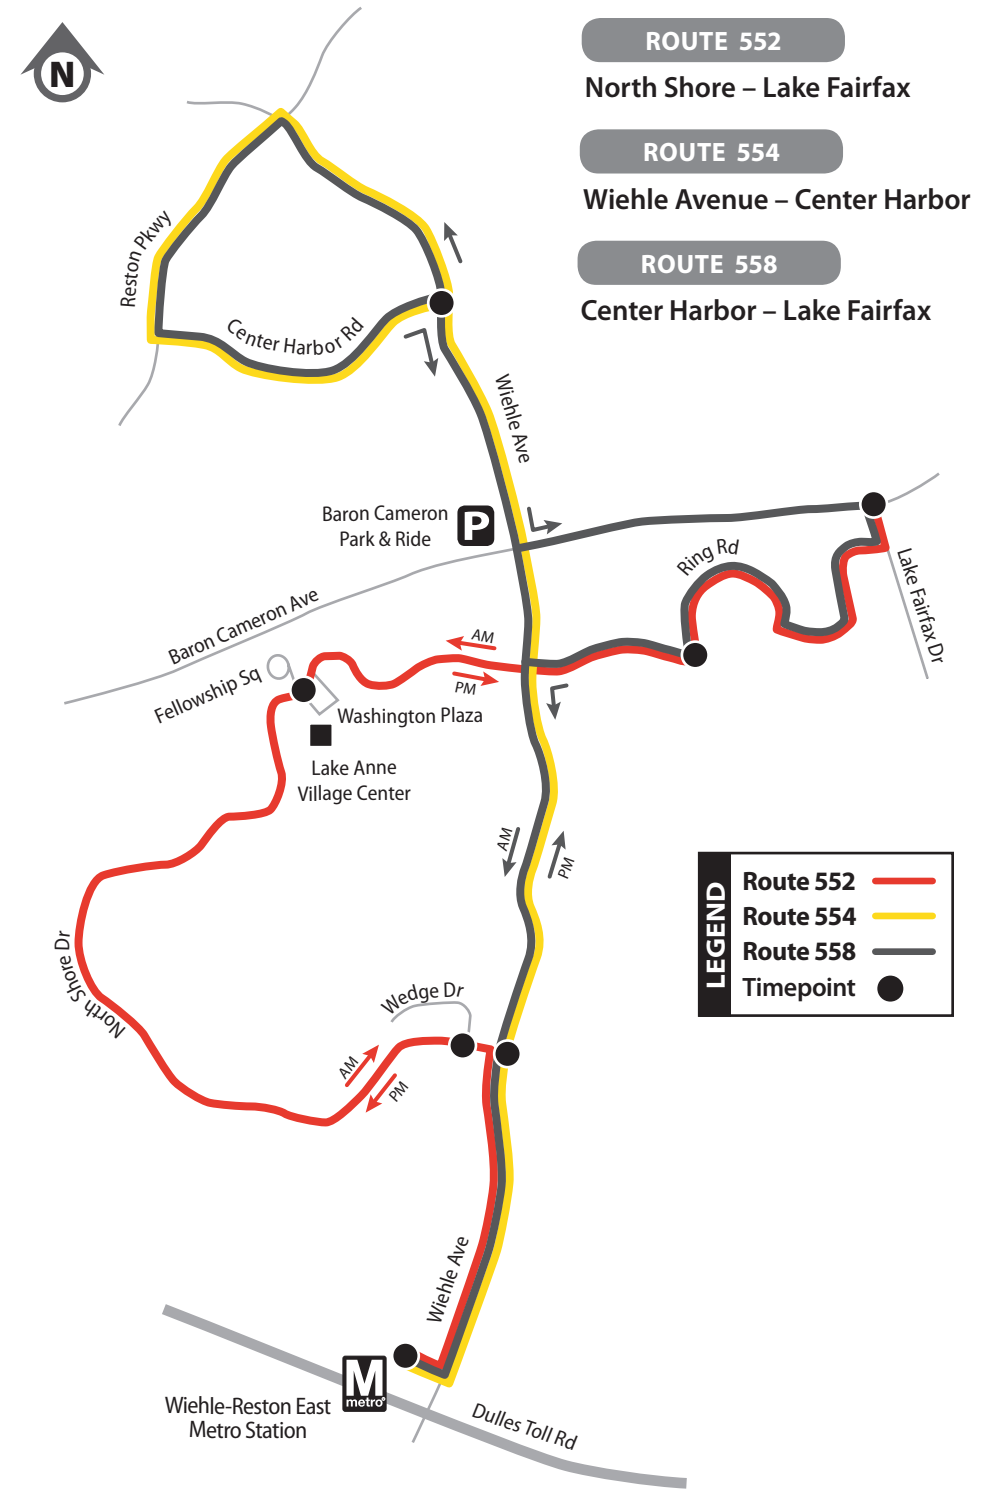 N
ROUTE 552
North Shore – Lake Fairfax
ROUTE 554
Wiehle Avenue – Center Harbor
ROUTE 558
Center Harbor – Lake Fairfax
Reston Pkwy
Center Harbor Rd
Wiehle Ave
Baron Cameron
Park & Ride
P
Ring Rd
Lake Fairfax Dr
Baron Cameron Ave
AM
PM
Fellowship Sq
Washington Plaza
Lake Anne
Village Center
AM
PM
LEGEND
Route 552
Route 554
Route 558
Timepoint
North Shore Dr
Wedge Dr
AM
PM
Wiehle Ave
M
metro®
Wiehle-Reston East
Metro Station
Dulles Toll Rd